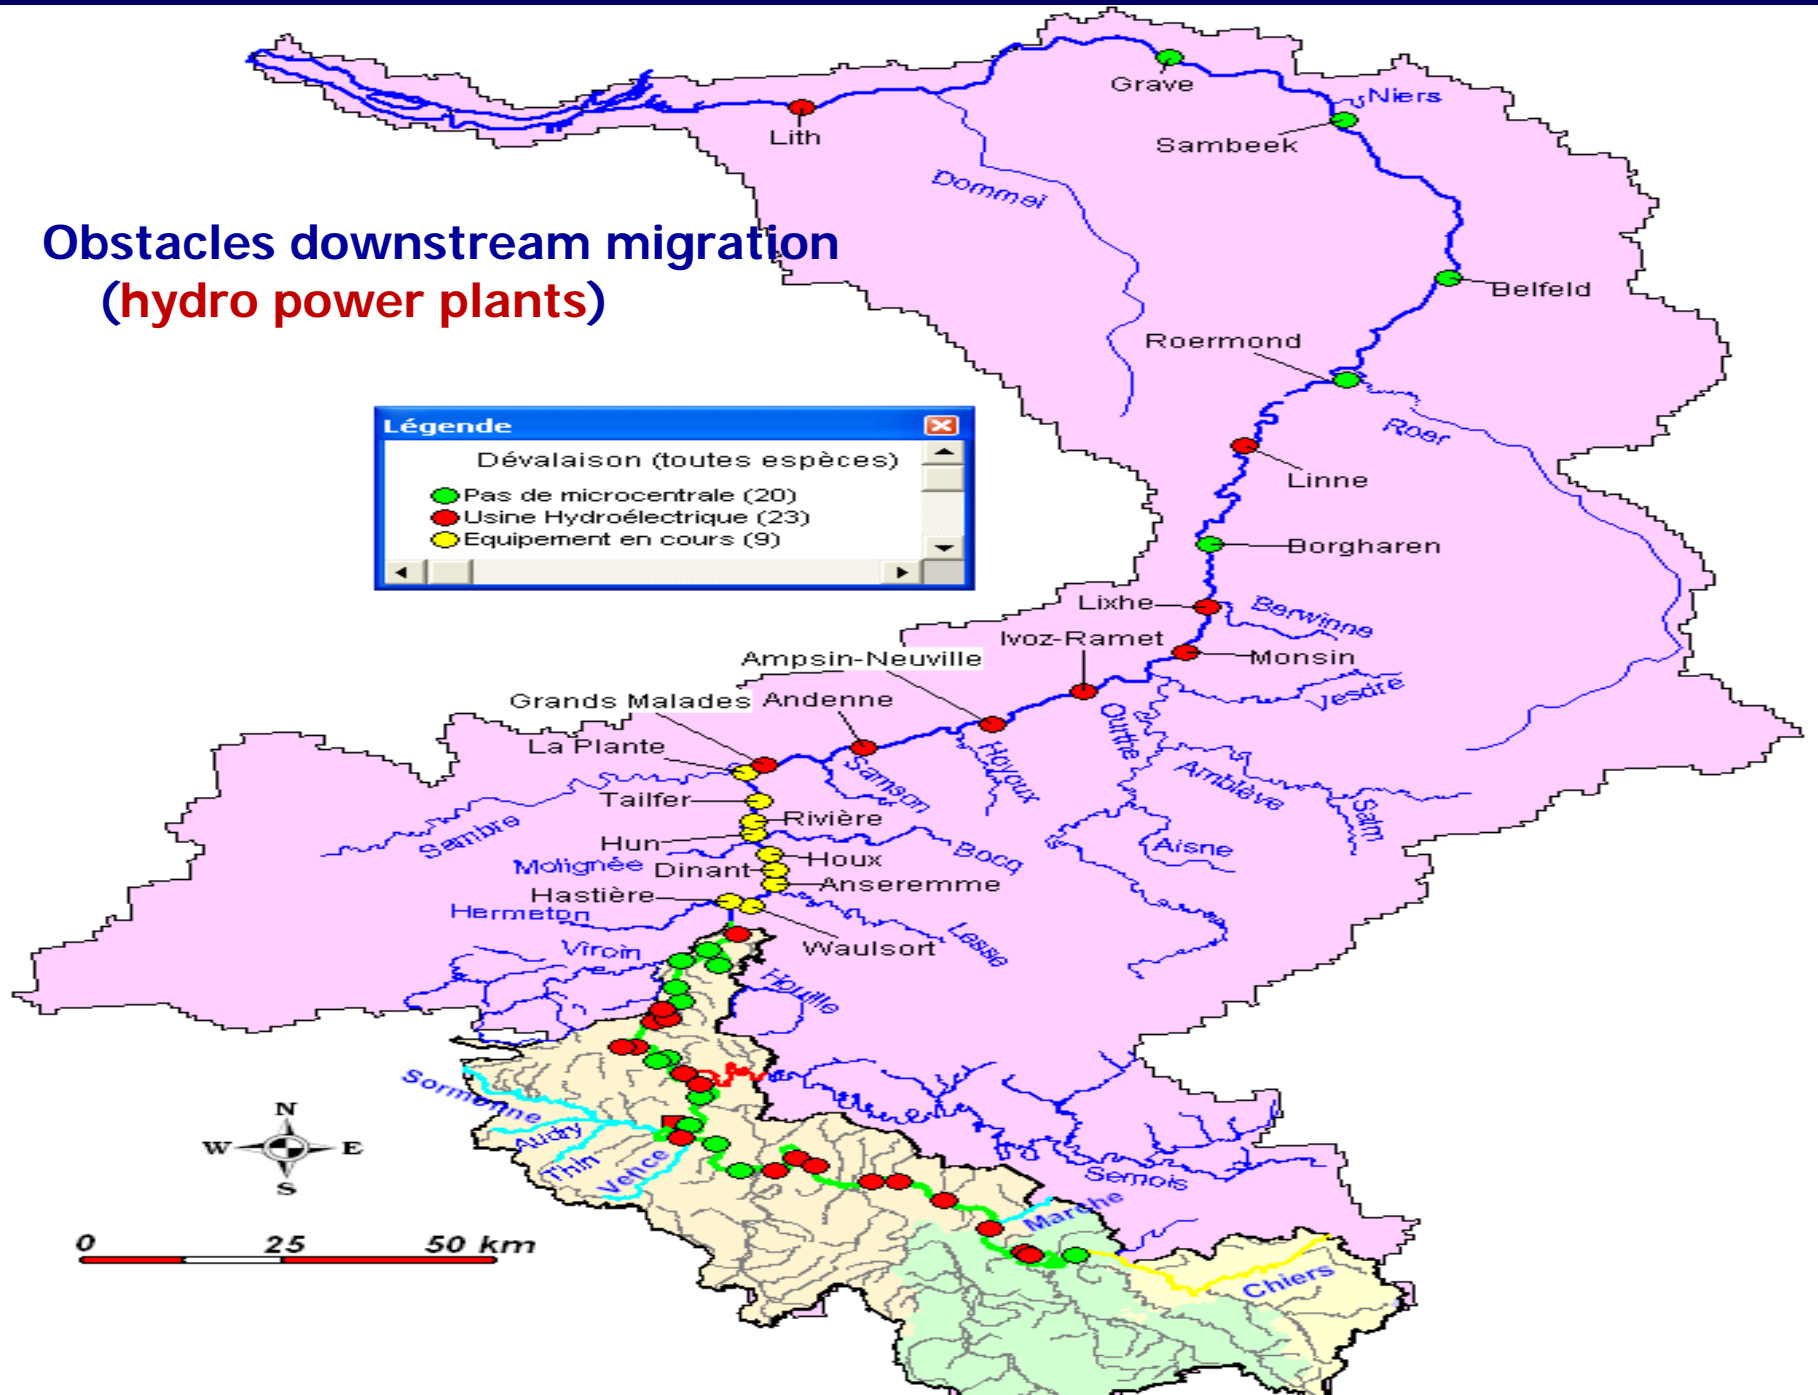 Grave
Niers
Lith
Sambeek
Dommel
Obstacles downstream migration
(hydro power plants)
Belfeld
Roermond
Légende
Roer
Dévalaison (toutes espèces)
Linne
Pas de microcentrale (20)
Usine Hydroélectrique (23)
Equipement en cours (9)
Borgharen
Lixhe
Berwinne
Ivoz-Ramet
Ampsin-Neuville
Monsin
Vesdre
Grands Malades
Andenne
Ourthe
La Plante
Samson
Hoyoux
Amblève
Salm
Tailfer
Rivière
Sambre
Hun
Bocq
Aisne
Molignée
Dinant
Houx
Anseremme
Hastière
Hermeton
Lesse
Viroin
Waulsort
Houille
Sormonne
N
Audry
W
E
Thin
Vence
Semois
S
Marche
0 25 50 km
Chiers